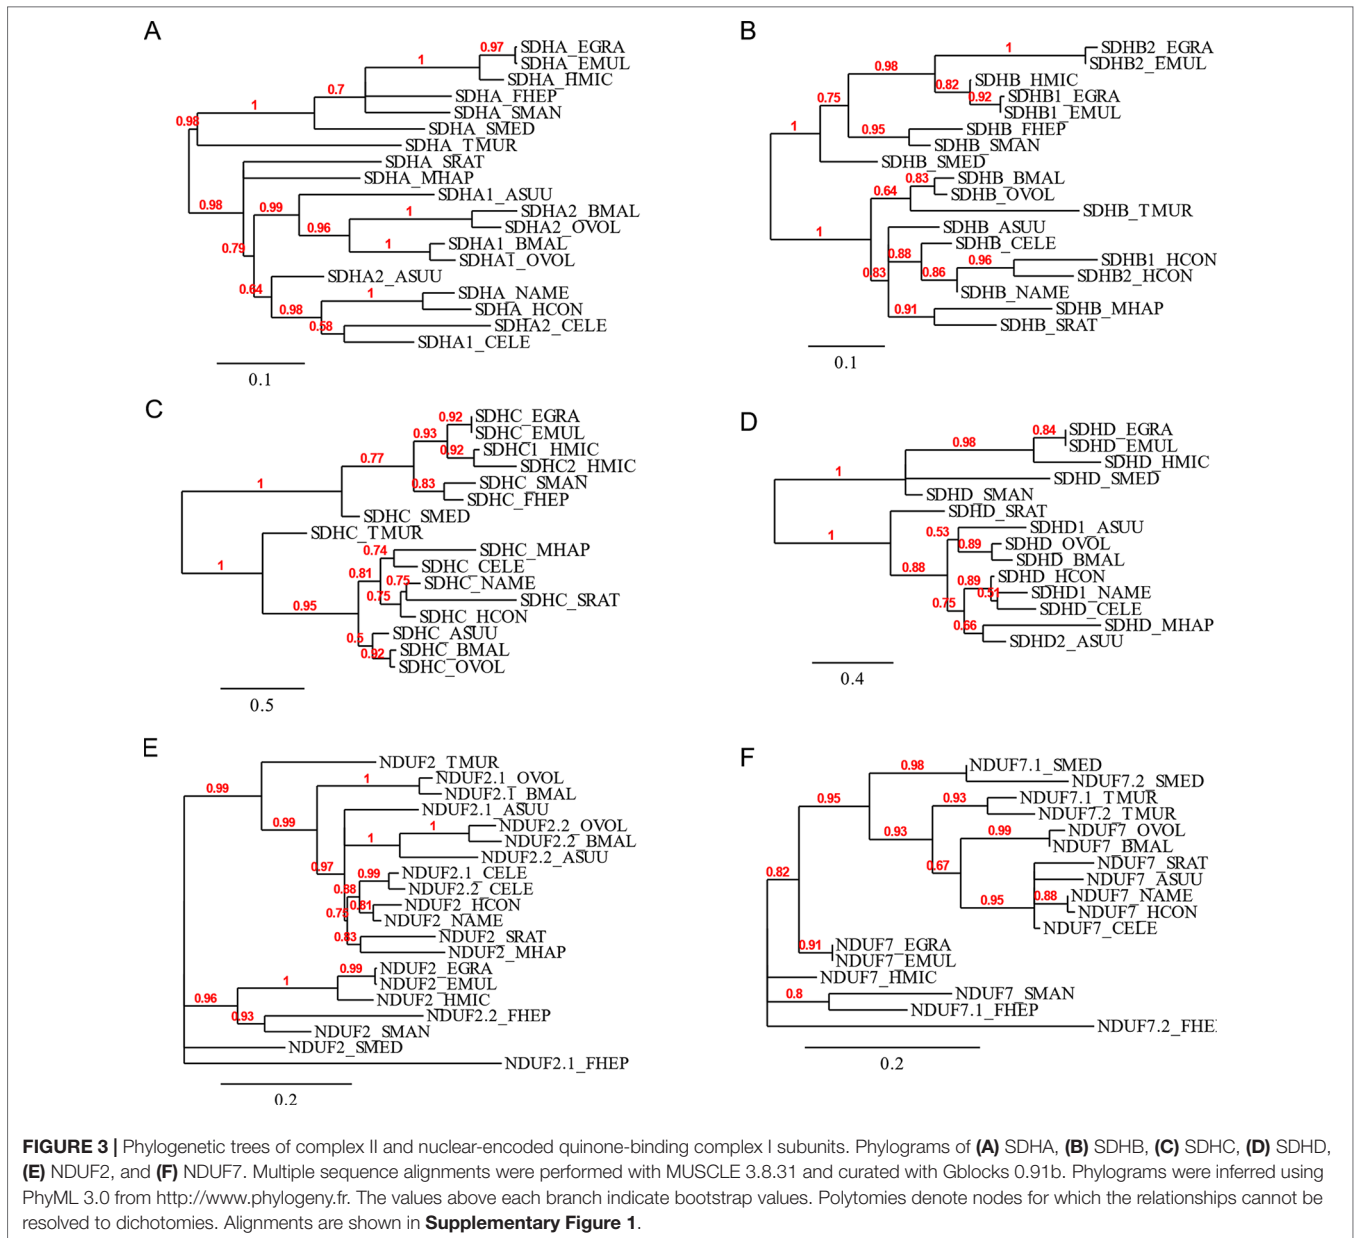 A
0.97
SDHA_EGRA
1
SDHA_EMUL
SDHA_HMIC
0.7
SDHA_FHEP
1
SDHA_SMAN
0.98
SDHA_SMED
SDHA_TMUR
SDHA_SRAT
SDHA_MHAP
0.98
0.99
SDHA1_ASUU
1
SDHA2_BMAL
0.96
SDHA2_OVOL
0.79
1
SDHA1_BMAL
SDHA1_OVOL
SDHA2_ASUU
0.64
1
SDHA_NAME
0.98
SDHA_HCON
0.58
SDHA2_CELE
SDHA1_CELE
0.1
B
1
SDHB2_EGRA
SDHB2_EMUL
0.98
0.82
SDHB_HMIC
0.92
SDHB1_EGRA
0.75
SDHB1_EMUL
1
0.95
SDHB_FHEP
SDHB_SMAN
SDHB_SMED
0.83
SDHB_BMAL
0.64
SDHB_OVOL
SDHB_TMUR
1
SDHB_ASUU
0.88
SDHB_CELE
0.96
SDHB1_HCON
0.83
0.86
SDHB2_HCON
SDHB_NAME
0.91
SDHB_MHAP
SDHB_SRAT
0.1
C
0.92
SDHC_EGRA
0.93
SDHC_EMUL
0.92
SDHC1_HMIC
0.77
SDHC2_HMIC
1
0.83
SDHC_SMAN
SDHC_FHEP
SDHC_SMED
SDHC_TMUR
0.74
SDHC_MHAP
1
0.81
SDHC_CELE
0.75
SDHC_NAME
0.75
SDHC_SRAT
0.95
SDHC_HCON
0.5
SDHC_ASUU
0.92
SDHC_BMAL
SDHC_OVOL
0.5
D
0.84
SDHD_EGRA
0.98
SDHD_EMUL
SDHD_HMIC
1
SDHD_SMED
SDHD_SMAN
SDHD_SRAT
0.53
SDHD1_ASUU
1
0.89
SDHD_OVOL
SDHD_BMAL
0.88
0.89
SDHD_HCON
0.51
SDHD1_NAME
0.75
SDHD_CELE
0.66
SDHD_MHAP
SDHD2_ASUU
0.4
E
NDUF2_TMUR
0.99
1
NDUF2.1_OVOL
NDUF2.1_BMAL
0.99
NDUF2.1_ASUU
1
1
NDUF2.2_OVOL
NDUF2.2_BMAL
NDUF2.2_ASUU
0.97
0.99
NDUF2.1_CELE
0.88
NDUF2.2_CELE
0.81
NDUF2_HCON
NDUF2_NAME
0.83
NDUF2_SRAT
NDUF2_MHAP
0.99
NDUF2_EGRA
1
NDUF2_EMUL
0.96
NDUF2_HMIC
0.93
NDUF2.2_FHEP
NDUF2_SMAN
NDUF2_SMED
NDUF2.1_FHEP
0.2
F
0.98
NDUF7.1_SMED
NDUF7.2_SMED
0.95
0.93
NDUF7.1_TMUR
NDUF7.2_TMUR
0.93
0.99
NDUF7_OVOL
NDUF7_BMAL
0.67
NDUF7_SRAT
0.82
NDUF7_ASUU
0.95
0.88
NDUF7_NAME
NDUF7_HCON
NDUF7_CELE
0.91
NDUF7_EGRA
NDUF7_EMUL
NDUF7_HMIC
0.8
NDUF7_SMAN
NDUF7.1_FHEP
NDUF7.2_FHE
0.2
FIGURE 3 | Phylogenetic trees of complex II and nuclear-encoded quinone-binding complex I subunits. Phylograms of (A) SDHA, (B) SDHB, (C) SDHC, (D) SDHD,
(E) NDUF2, and (F) NDUF7. Multiple sequence alignments were performed with MUSCLE 3.8.31 and curated with Gblocks 0.91b. Phylograms were inferred using
PhyML 3.0 from http://www.phylogeny.fr. The values above each branch indicate bootstrap values. Polytomies denote nodes for which the relationships cannot be
resolved to dichotomies. Alignments are shown in Supplementary Figure 1.